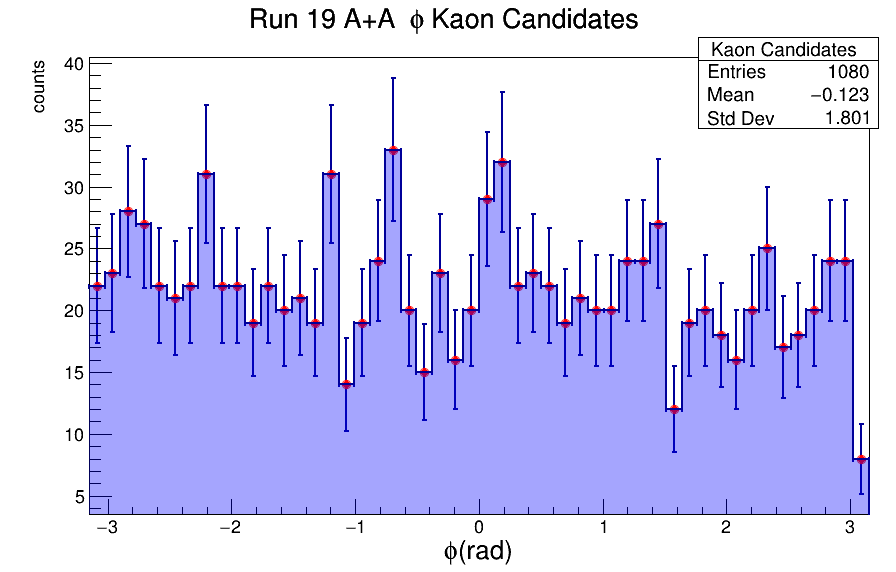 Run 19 A+A ϕ Kaon Candidates
Kaon Candidates
Entries 1080
Mean −0.123
Std Dev 1.801
counts
40
35
30
25
20
15
10
5
−3 −2 −1 0 1 2 3
ϕ(rad)